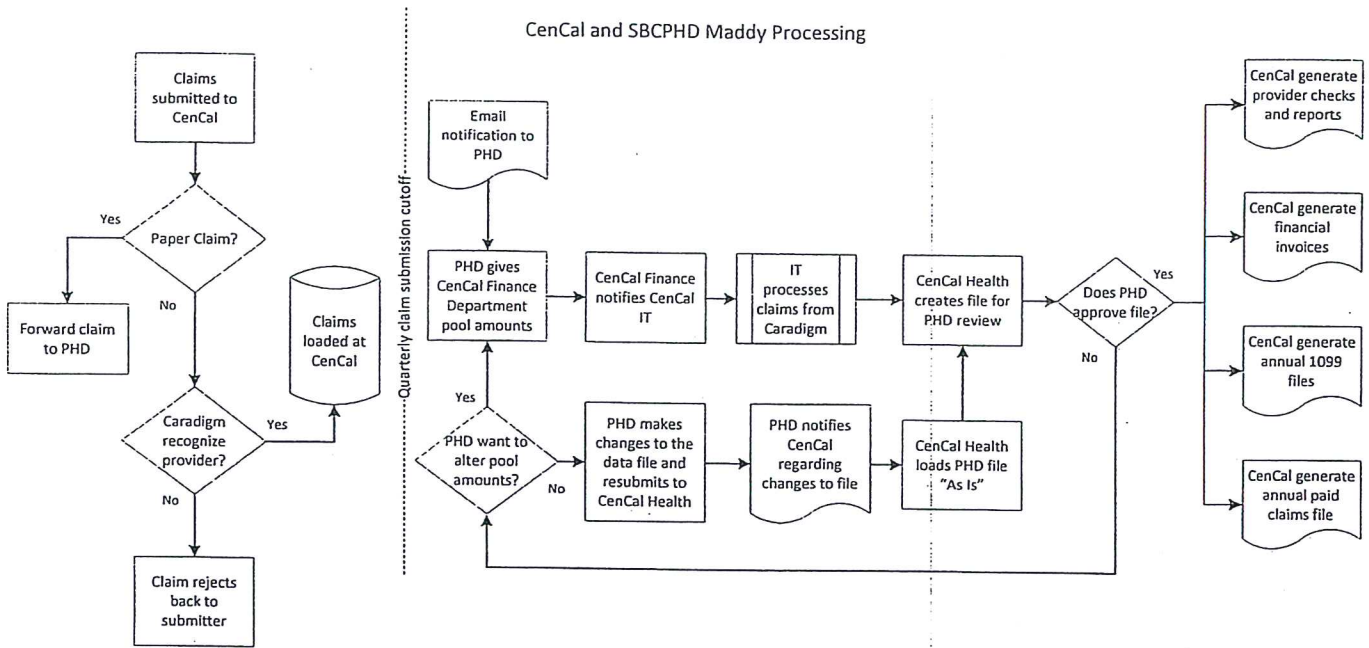 CenCal and SBCPHD Maddy Processing
Claims
submitted to
CenCal
Paper Claim?
Yes
No
Forward claim
to PHD
Caradigm
recognize
provider?
Yes
No
Claims
loaded at
CenCal
Claim rejects
back to
submitter
Quarterly claim submission cutoff
Email
notification to
PHD
PHD gives
CenCal Finance
Department
pool amounts
CenCal Finance
notifies CenCal
IT
IT
processes
claims from
Caradigm
CenCal Health
creates file for
PHD review
Does PHD
approve file?
Yes
No
PHD want to
alter pool
amounts?
Yes
No
PHD makes
changes to the
data file and
resubmits to
CenCal Health
PHD notifies
CenCal
regarding
changes to file
CenCal Health
loads PHD file
"As Is"
CenCal generate
provider checks
and reports
CenCal generate
financial
invoices
CenCal generate
annual 1099
files
CenCal generate
annual paid
claims file